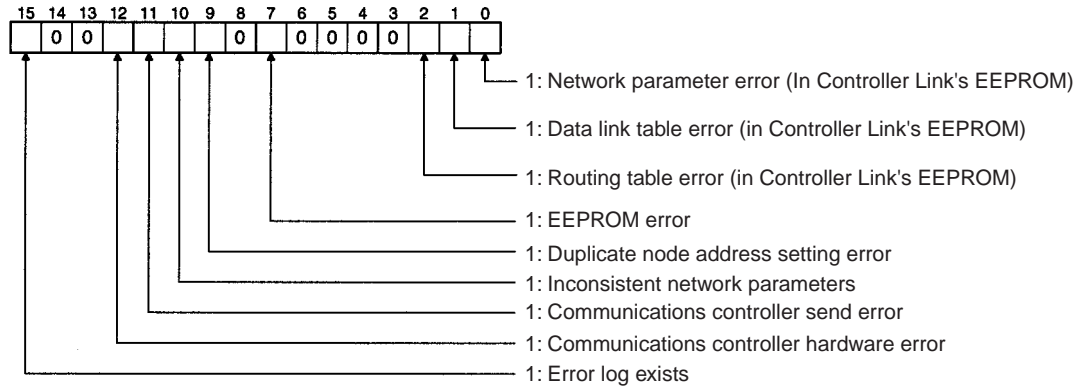 15 14 13 12 11 10 9 8 7 6 5 4 3 2 1 0
0 0 0 0 0 0 0
1: Network parameter error (In Controller Link's EEPROM)
1: Data link table error (in Controller Link's EEPROM)
1: Routing table error (in Controller Link's EEPROM)
1: EEPROM error
1: Duplicate node address setting error
1: Inconsistent network parameters
1: Communications controller send error
1: Communications controller hardware error
1: Error log exists